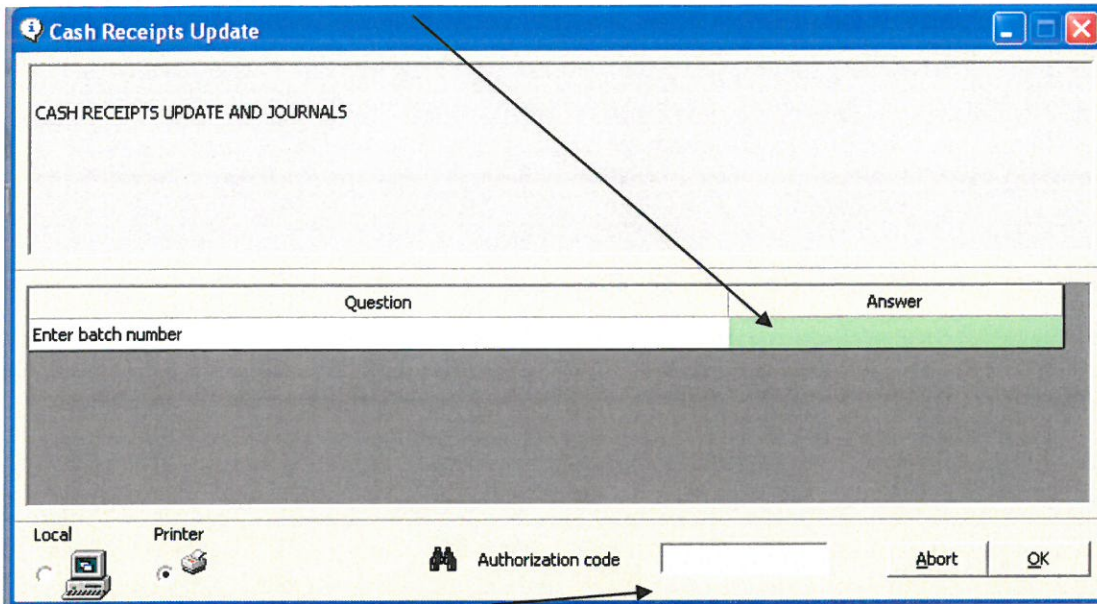 Cash Receipts Update
CASH RECEIPTS UPDATE AND JOURNALS
Question Answer
Enter batch number
Local Printer
Authorization code Abort OK